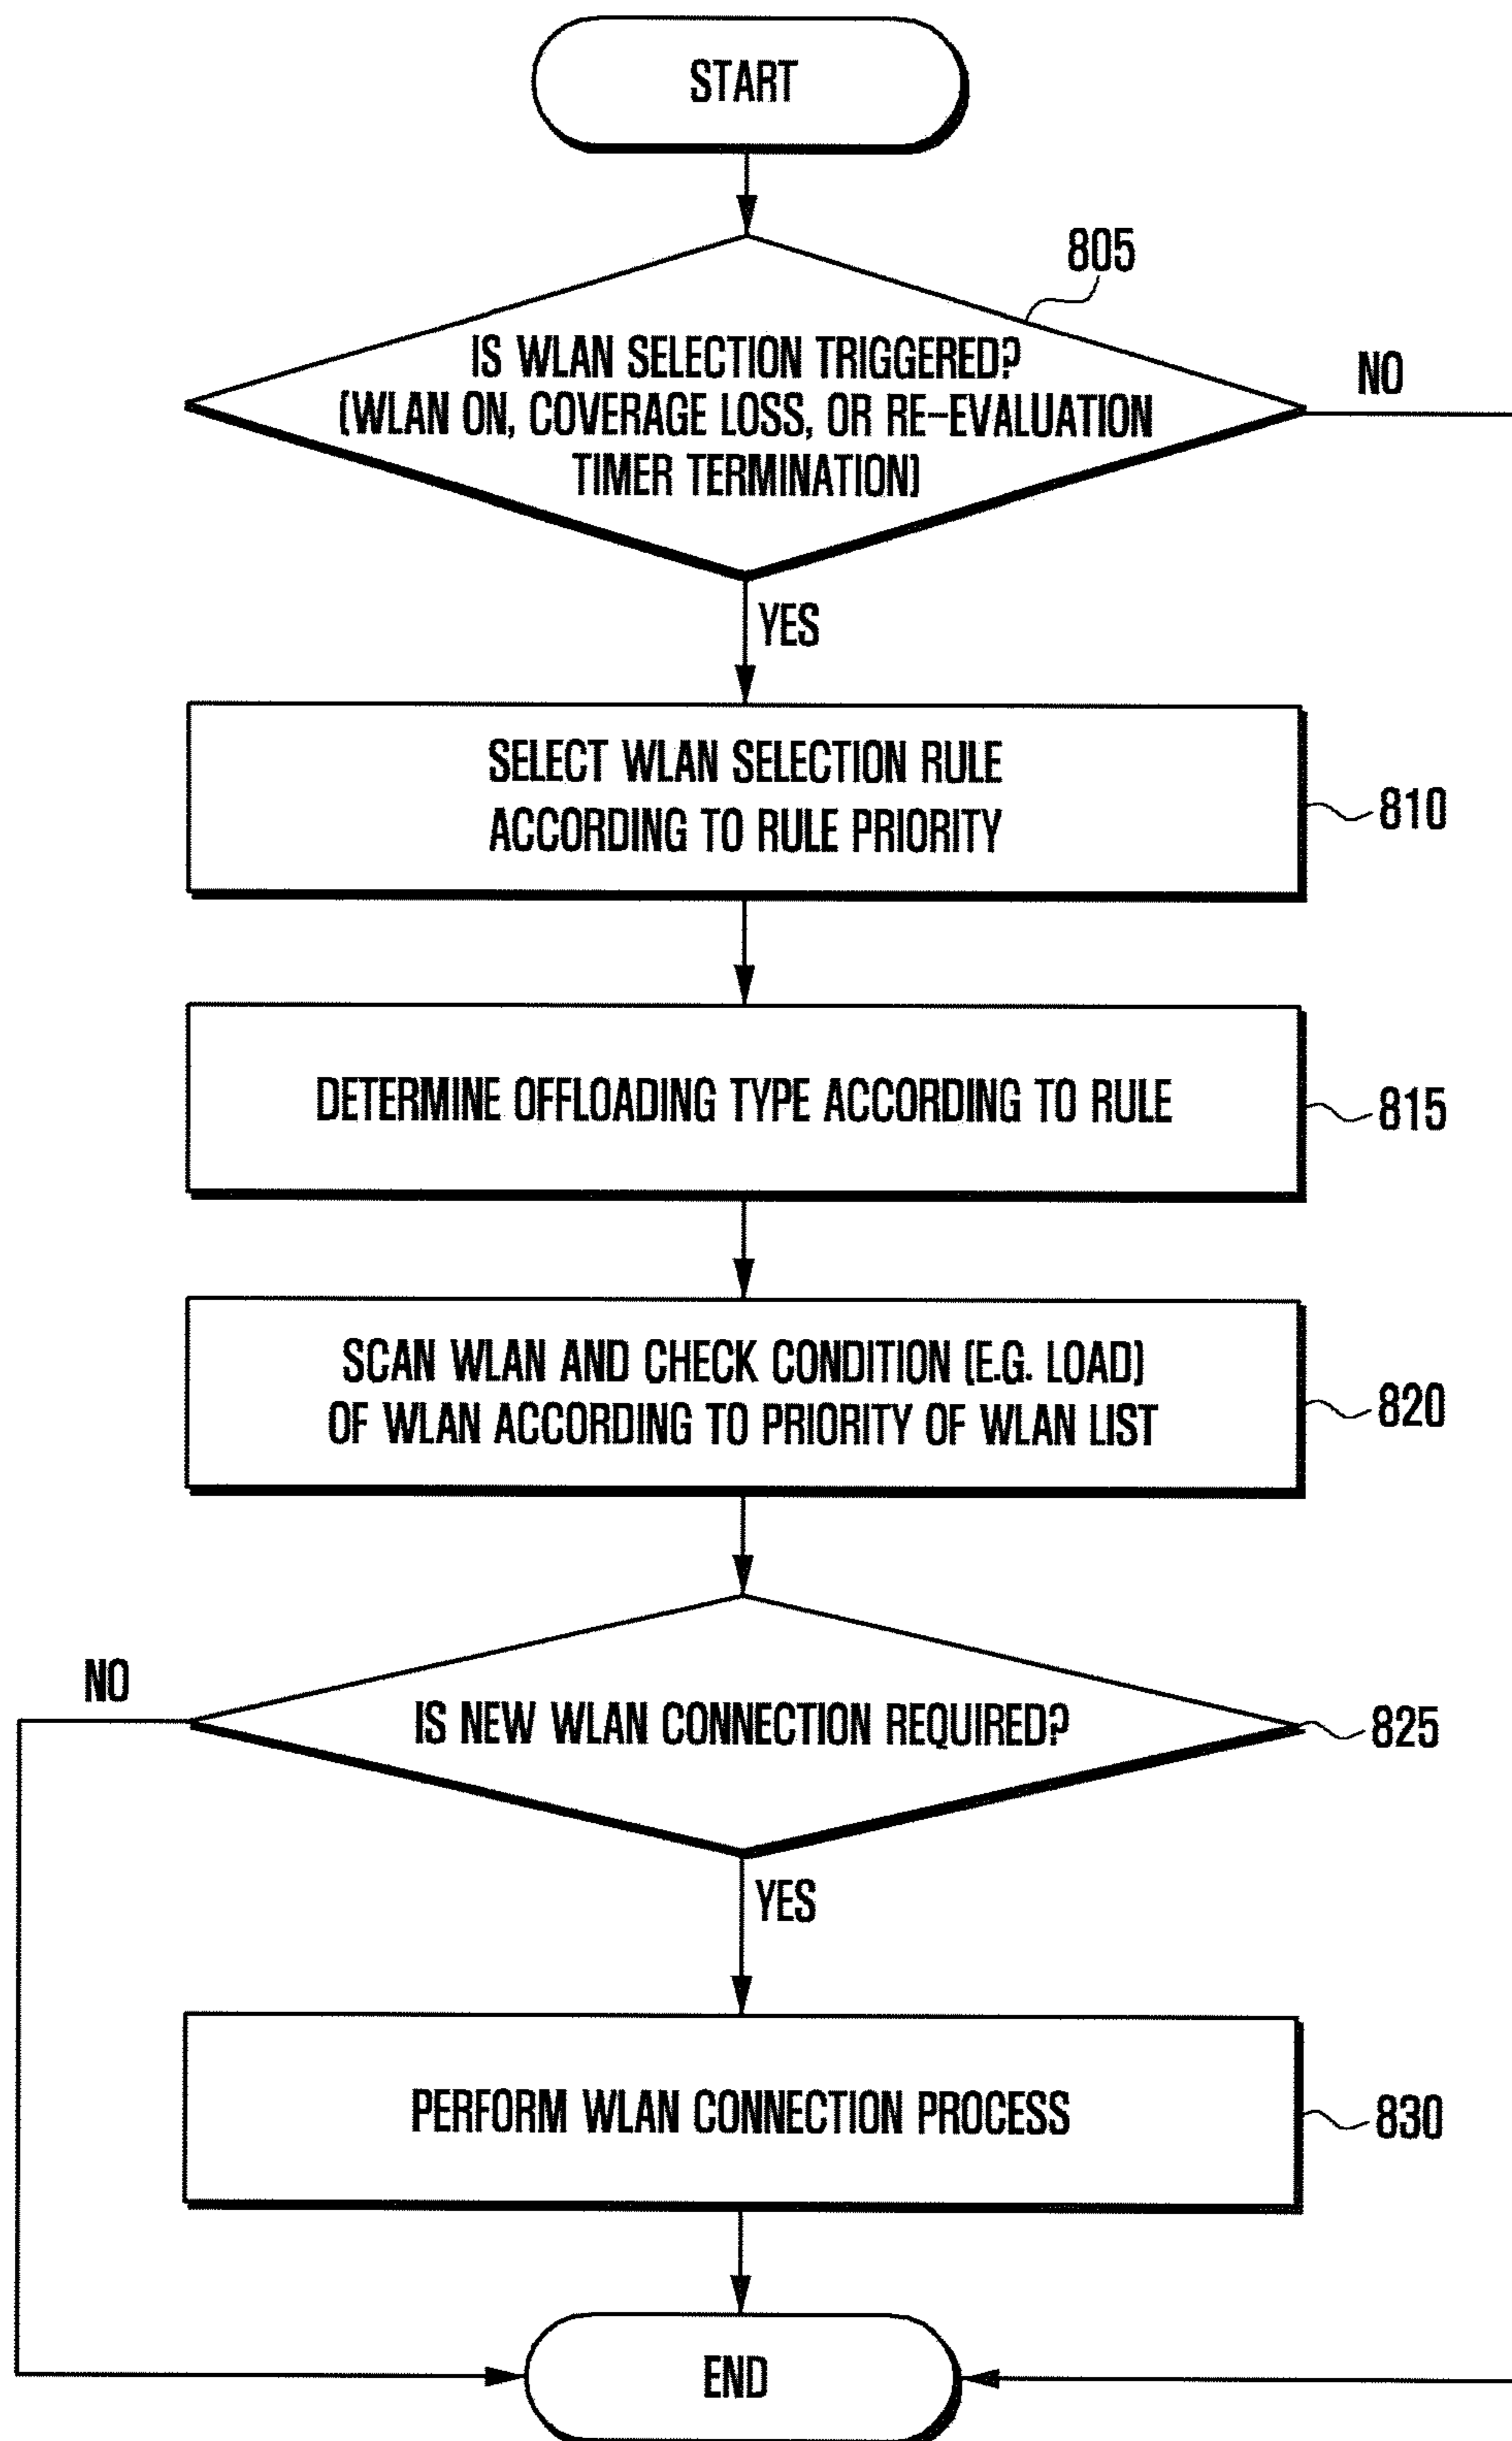 START
805
IS WLAN SELECTION TRIGGERED?
(WLAN ON, COVERAGE LOSS, OR RE-EVALUATION
TIMER TERMINATION)
NO
YES
SELECT WLAN SELECTION RULE
ACCORDING TO RULE PRIORITY
810
DETERMINE OFFLOADING TYPE ACCORDING TO RULE
815
SCAN WLAN AND CHECK CONDITION (E.G. LOAD)
OF WLAN ACCORDING TO PRIORITY OF WLAN LIST
820
NO
IS NEW WLAN CONNECTION REQUIRED?
825
YES
PERFORM WLAN CONNECTION PROCESS
830
END